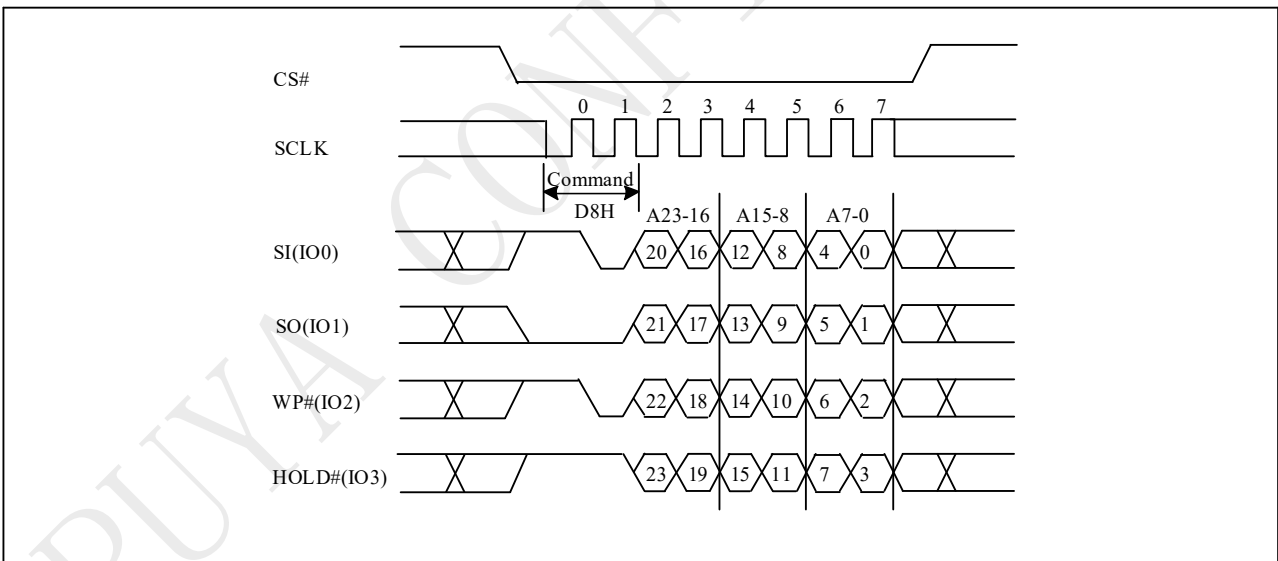 CS#
0 1 2 3 4 5 6 7
SCLK
Command
D8H
A23-16 A15-8 A7-0
SI(IO0) 20 16 12 8 4 0
SO(IO1) 21 17 13 9 5 1
WP#(IO2) 22 18 14 10 6 2
HOLD#(IO3) 23 19 15 11 7 3
PUYA CONF